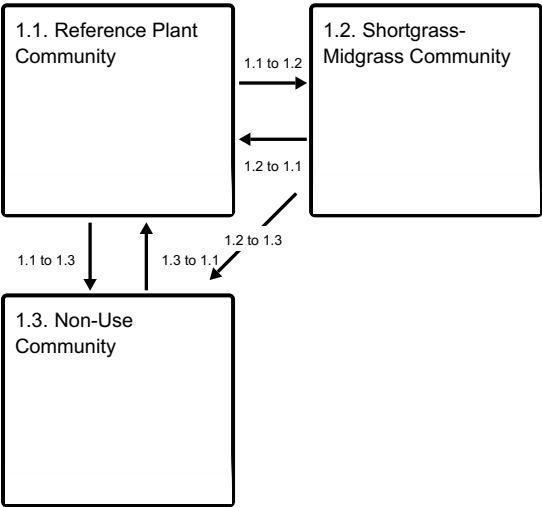 1.1. Reference Plant
Community
1.1 to 1.2
1.2. Shortgrass-
Midgrass Community
1.2 to 1.1
1.1 to 1.3
1.3 to 1.1
1.2 to 1.3
1.3. Non-Use
Community